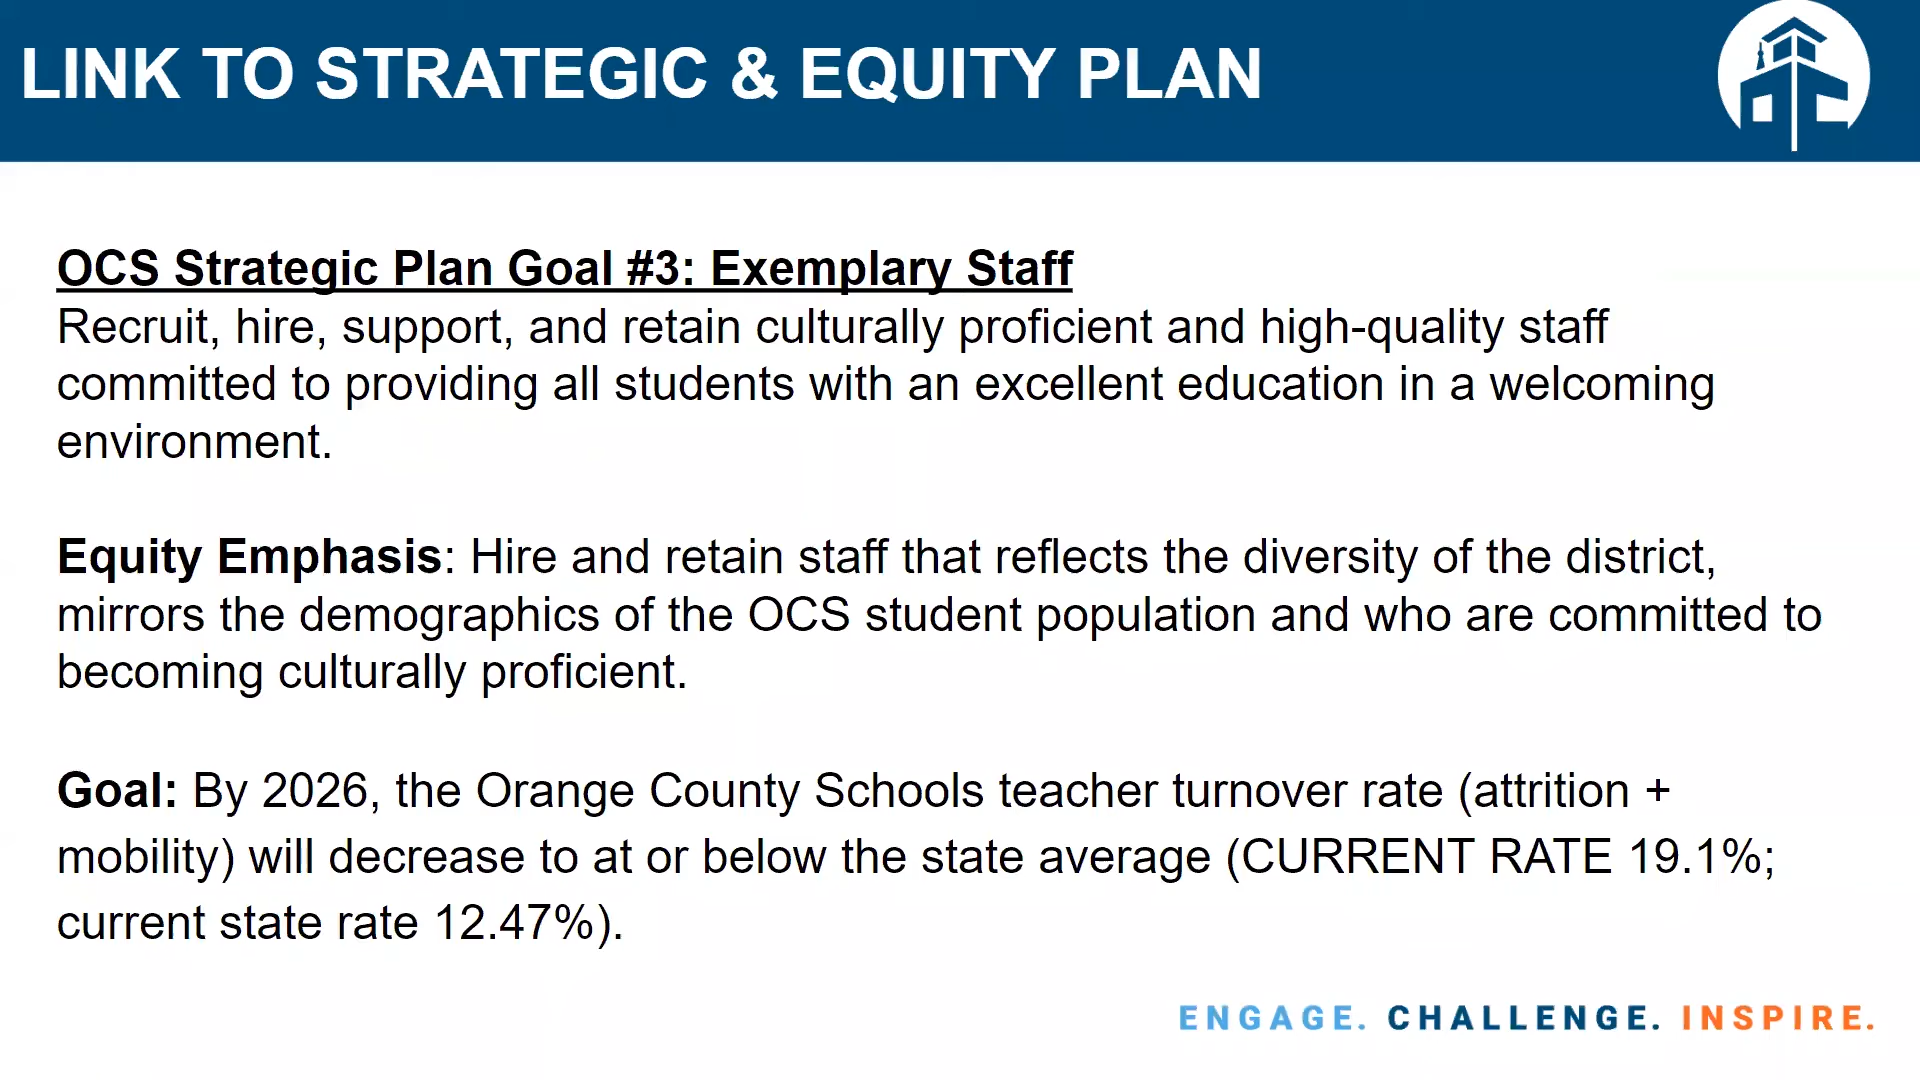 LINK TO STRATEGIC & EQUITY PLAN
OCS Strategic Plan Goal #3: Exemplary Staff
Recruit, hire, support, and retain culturally proficient and high-quality staff
committed to providing all students with an excellent education in a welcoming
environment.
Equity Emphasis: Hire and retain staff that reflects the diversity of the district,
mirrors the demographics of the OCS student population and who are committed to
becoming culturally proficient.
Goal: By 2026, the Orange County Schools teacher turnover rate (attrition +
mobility) will decrease to at or below the state average (CURRENT RATE 19.1%;
current state rate 12.47%).
ENGAGE. CHALLENGE. INSPIRE.